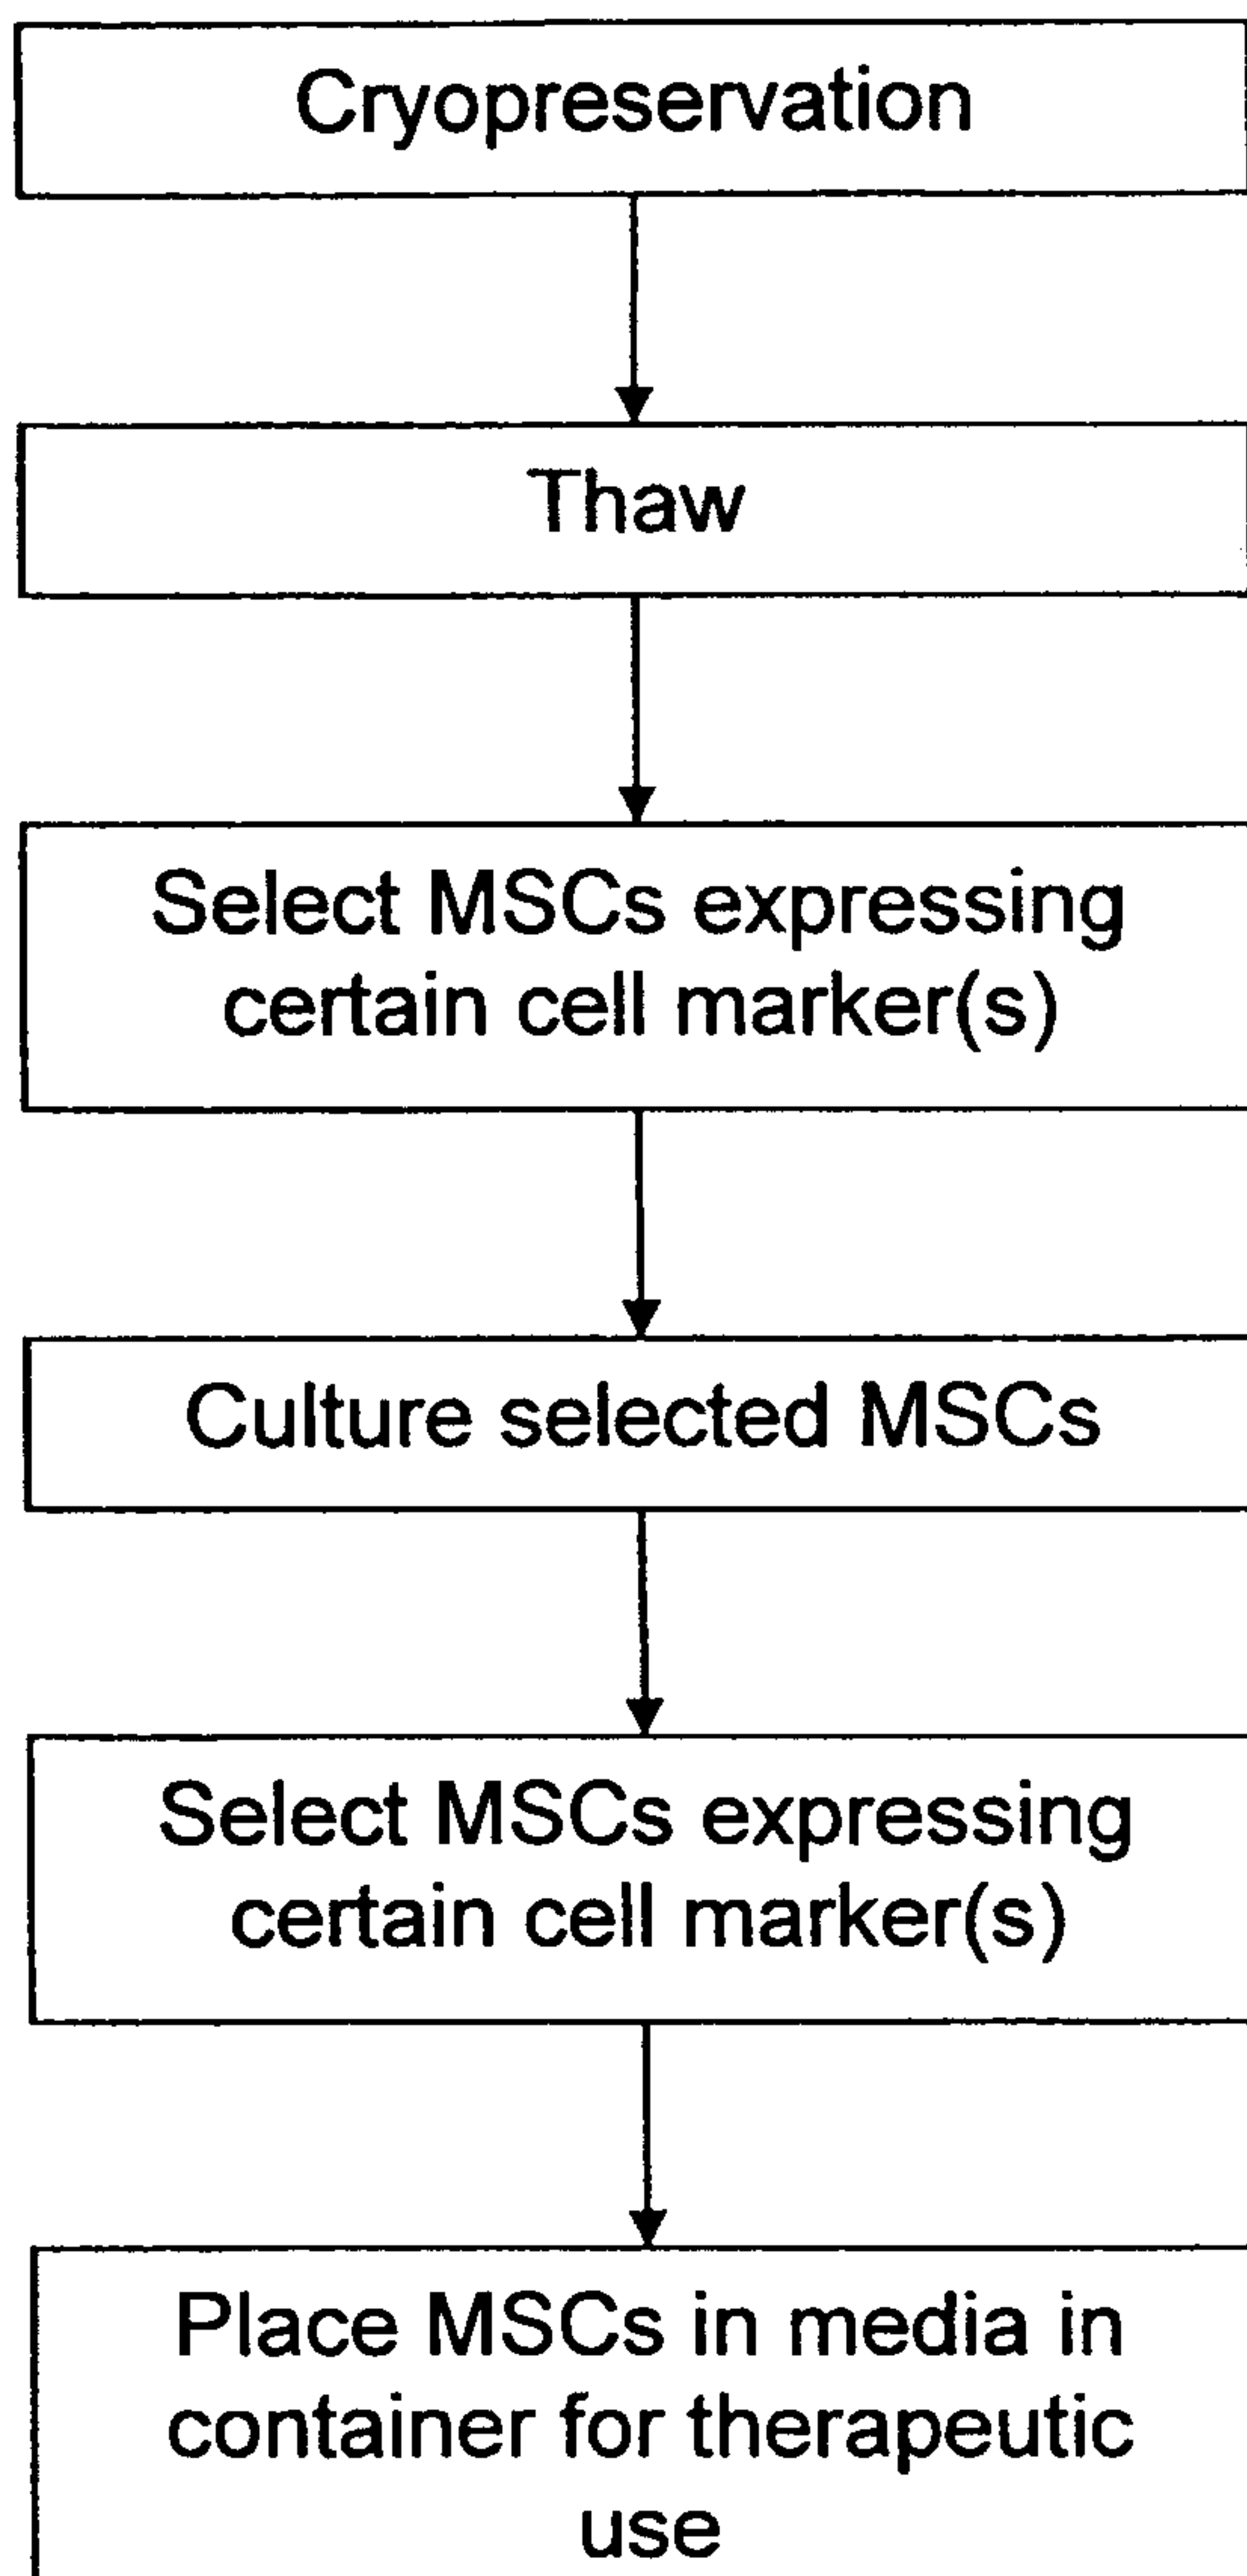 Cryopreservation
Thaw
Select MSCs expressing
certain cell marker(s)
Culture selected MSCs
Select MSCs expressing
certain cell marker(s)
Place MSCs in media in
container for therapeutic
use